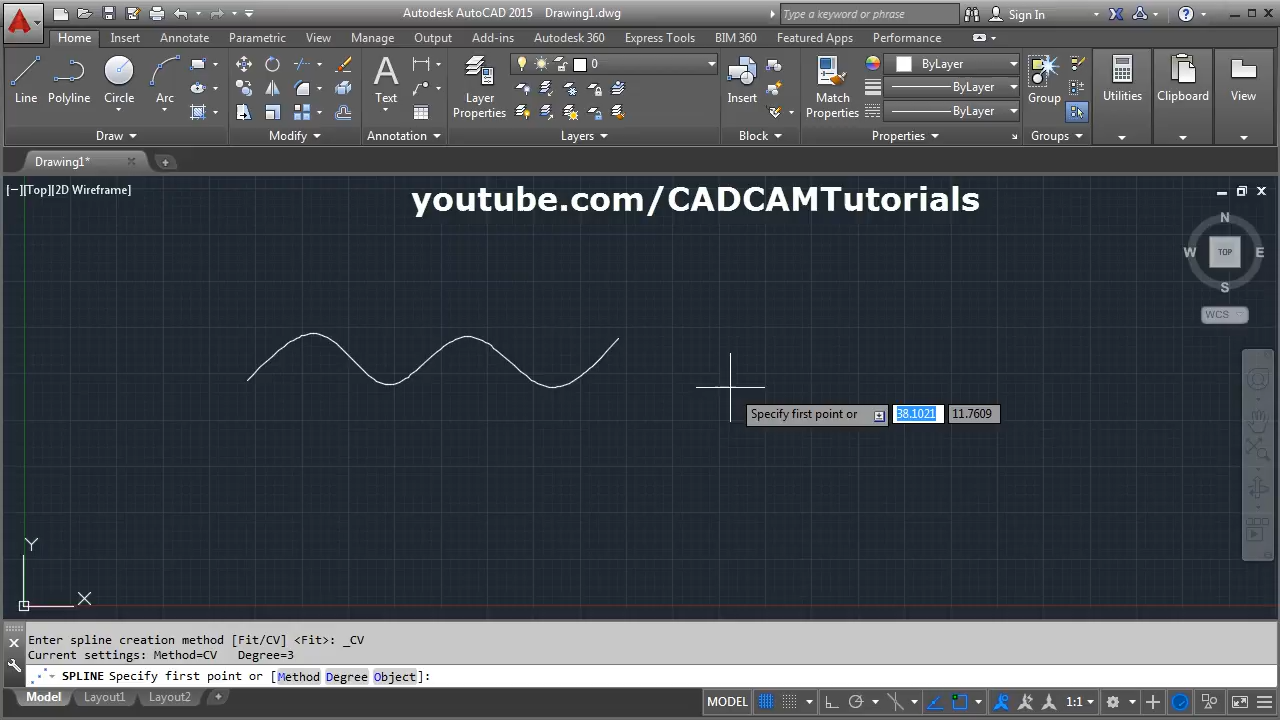 Autodesk AutoCAD 2015 Drawing1.dwg
Type a keyword or phrase
Sign In
Home Insert Annotate Parametric View Manage Output Add-ins Autodesk 360 Express Tools BIM 360 Featured Apps Performance
Line Polyline Circle Arc
Text
Layer
Properties
0
Insert
Match
Properties
ByLayer
ByLayer
ByLayer
Group
Utilities
Clipboard
View
Draw Modify Annotation Layers Block Properties Groups
Drawing1*
[−][Top][2D Wireframe]
youtube.com/CADCAMTutorials
N
W TOP E
S
WCS
Specify first point or 38.1021 11.7609
Y
X
Enter spline creation method [Fit/CV] <Fit>: _CV
Current settings: Method=CV Degree=3
SPLINE Specify first point or [Method Degree Object]:
Model Layout1 Layout2 +
MODEL 1:1